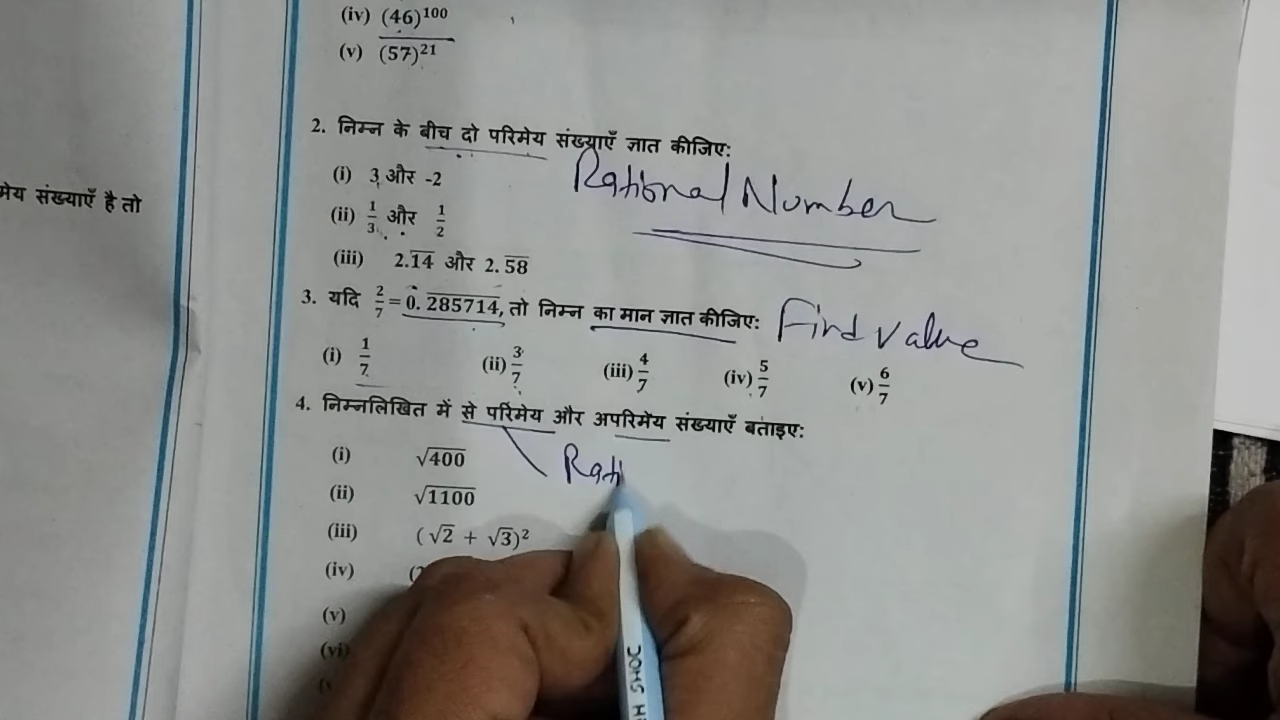 (iv) (46)¹⁰⁰
(v) (57)²¹
2. निम्न के बीच दो परिमेय संख्याएँ ज्ञात कीजिए:
(i) 3 और -2
Rational Number
मेय संख्याएँ है तो
(ii) 1/3 और 1/2
(iii) 2.1̅4̅ और 2.5̅8̅
3. यदि 2/7 = 0.2̅8̅5̅7̅1̅4̅, तो निम्न का मान ज्ञात कीजिए: Find value
(i) 1/7 (ii) 3/7 (iii) 4/7 (iv) 5/7 (v) 6/7
4. निम्नलिखित में से परिमेय और अपरिमेय संख्याएँ बताइए:
(i) √400 Rati
(ii) √1100
(iii) (√2 + √3)²
(iv)
(v)
(vi)